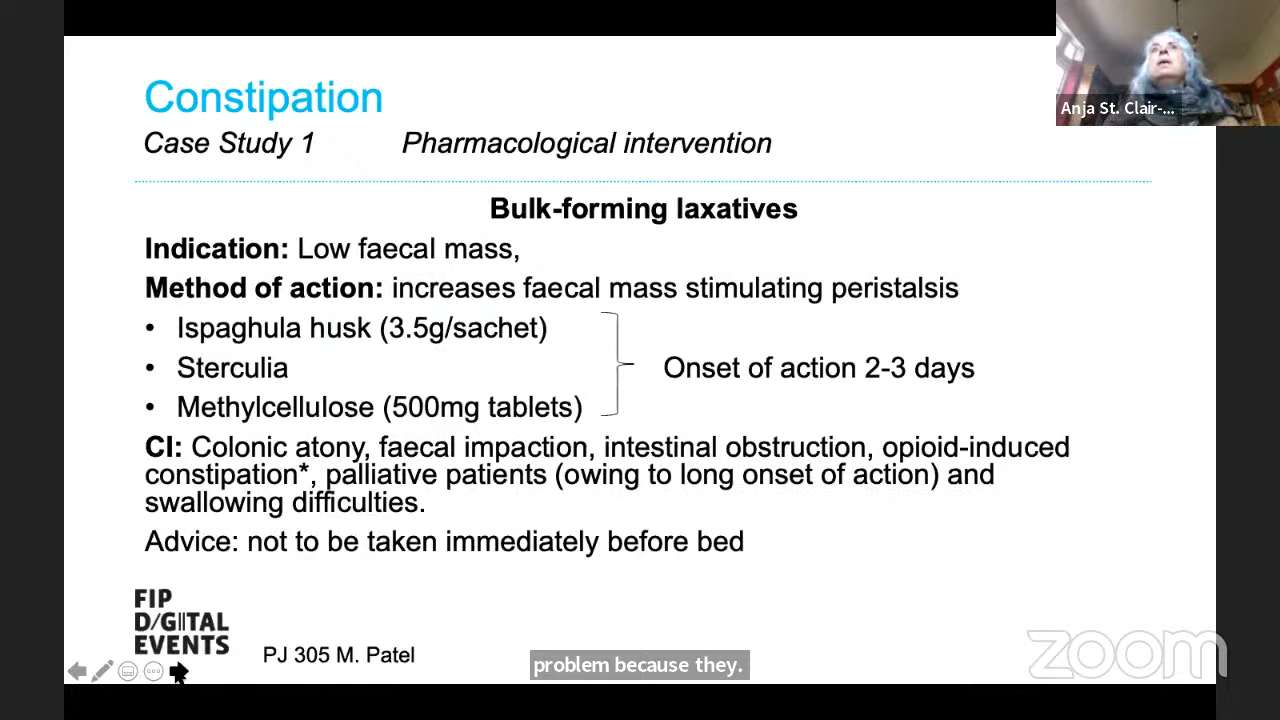 Constipation
Case Study 1 Pharmacological intervention
Bulk-forming laxatives
Indication: Low faecal mass,
Method of action: increases faecal mass stimulating peristalsis
• Ispaghula husk (3.5g/sachet)
• Sterculia
• Methylcellulose (500mg tablets)
Onset of action 2-3 days
CI: Colonic atony, faecal impaction, intestinal obstruction, opioid-induced
constipation*, palliative patients (owing to long onset of action) and
swallowing difficulties.
Advice: not to be taken immediately before bed
FIP
D/GITAL
EVENTS
PJ 305 M. Patel
problem because they.
zoom
Anja St. Clair-...